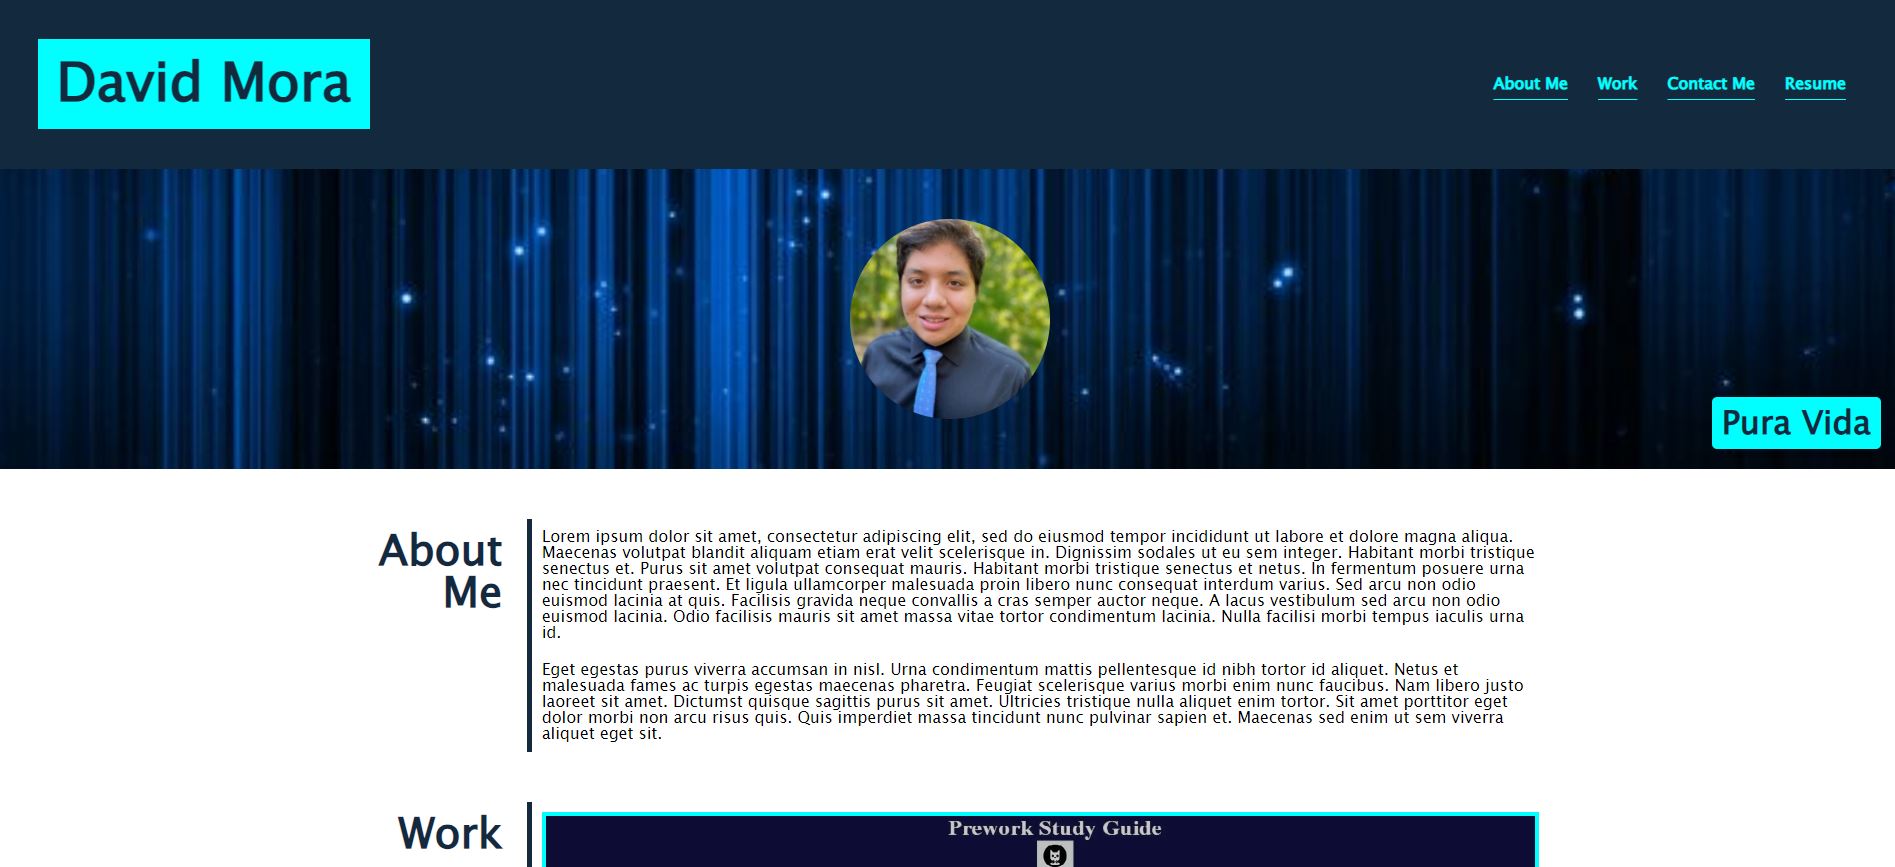 David Mora
About Me
Work
Contact Me
Resume
Pura Vida
About
Me
Lorem ipsum dolor sit amet, consectetur adipiscing elit, sed do eiusmod tempor incididunt ut labore et dolore magna aliqua.
Maecenas volutpat blandit aliquam etiam erat velit scelerisque in. Dignissim sodales ut eu sem integer. Habitant morbi tristique
senectus et. Purus sit amet volutpat consequat mauris. Habitant morbi tristique senectus et netus. In fermentum posuere urna
nec tincidunt praesent. Et ligula ullamcorper malesuada proin libero nunc consequat interdum varius. Sed arcu non odio
euismod lacinia at quis. Facilisis gravida neque convallis a cras semper auctor neque. A lacus vestibulum sed arcu non odio
euismod lacinia. Odio facilisis mauris sit amet massa vitae tortor condimentum lacinia. Nulla facilisi morbi tempus iaculis urna
id.
Eget egestas purus viverra accumsan in nisl. Urna condimentum mattis pellentesque id nibh tortor id aliquet. Netus et
malesuada fames ac turpis egestas maecenas pharetra. Feugiat scelerisque varius morbi enim nunc faucibus. Nam libero justo
laoreet sit amet. Dictumst quisque sagittis purus sit amet. Ultricies tristique nulla aliquet enim tortor. Sit amet porttitor eget
dolor morbi non arcu risus quis. Quis imperdiet massa tincidunt nunc pulvinar sapien et. Maecenas sed enim ut sem viverra
aliquet eget sit.
Work
Prework Study Guide